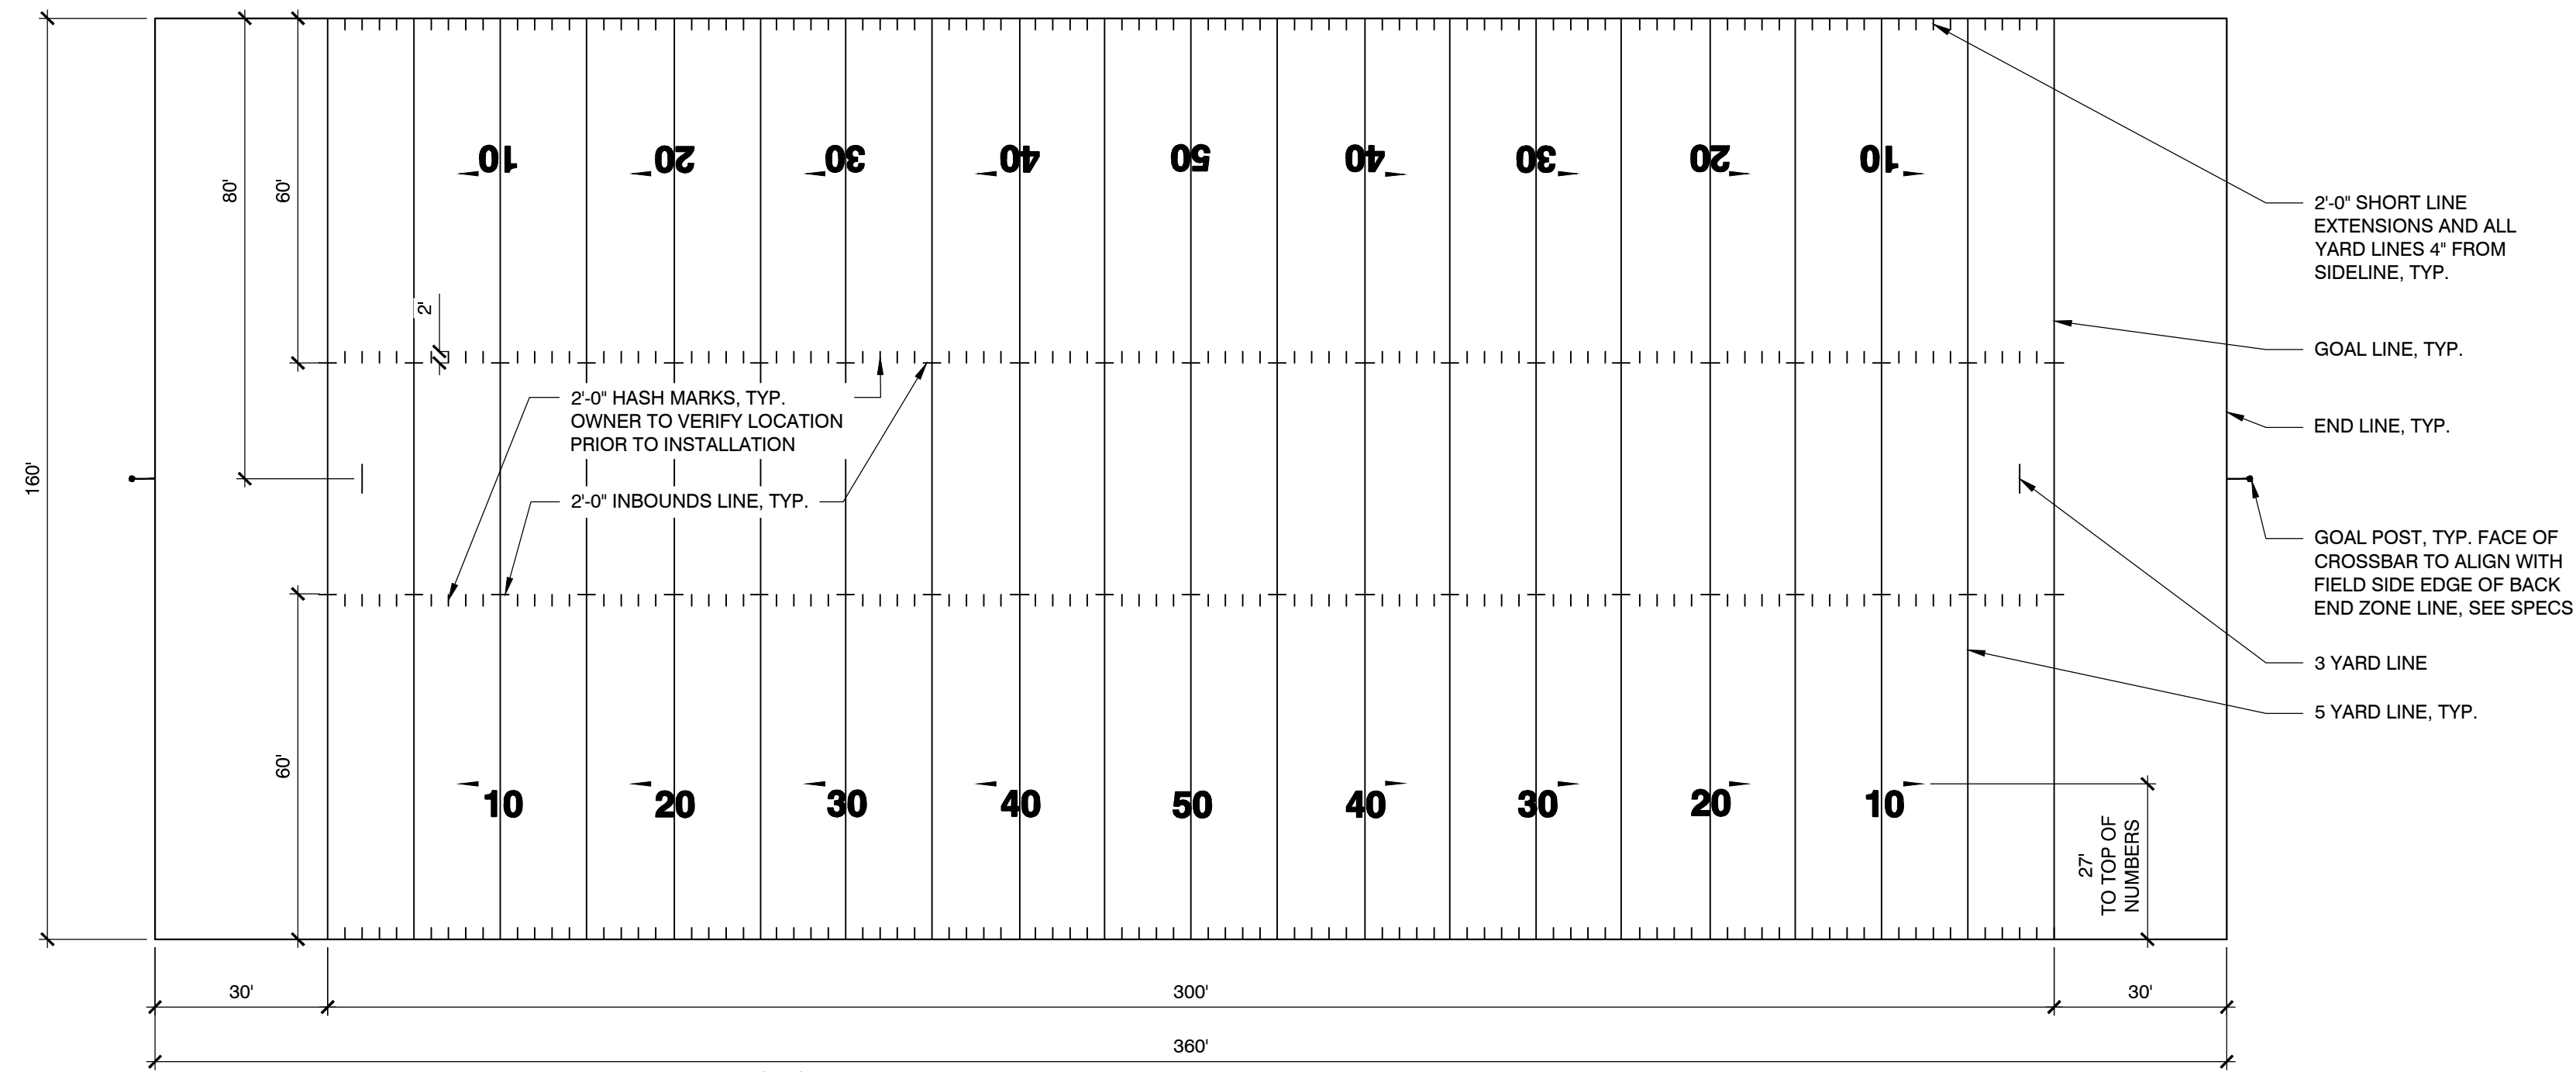 80'
60'
10 20 30 40 50 40 30 20 10
2'-0" SHORT LINE
EXTENSIONS AND ALL
YARD LINES 4" FROM
SIDELINE, TYP.
2'
GOAL LINE, TYP.
2'-0" HASH MARKS, TYP.
OWNER TO VERIFY LOCATION
PRIOR TO INSTALLATION
END LINE, TYP.
160'
2'-0" INBOUNDS LINE, TYP.
GOAL POST, TYP. FACE OF
CROSSBAR TO ALIGN WITH
FIELD SIDE EDGE OF BACK
END ZONE LINE, SEE SPECS
3 YARD LINE
5 YARD LINE, TYP.
60'
10 20 30 40 50 40 30 20 10
27'
TO TOP OF
NUMBERS
30' 300' 30'
360'